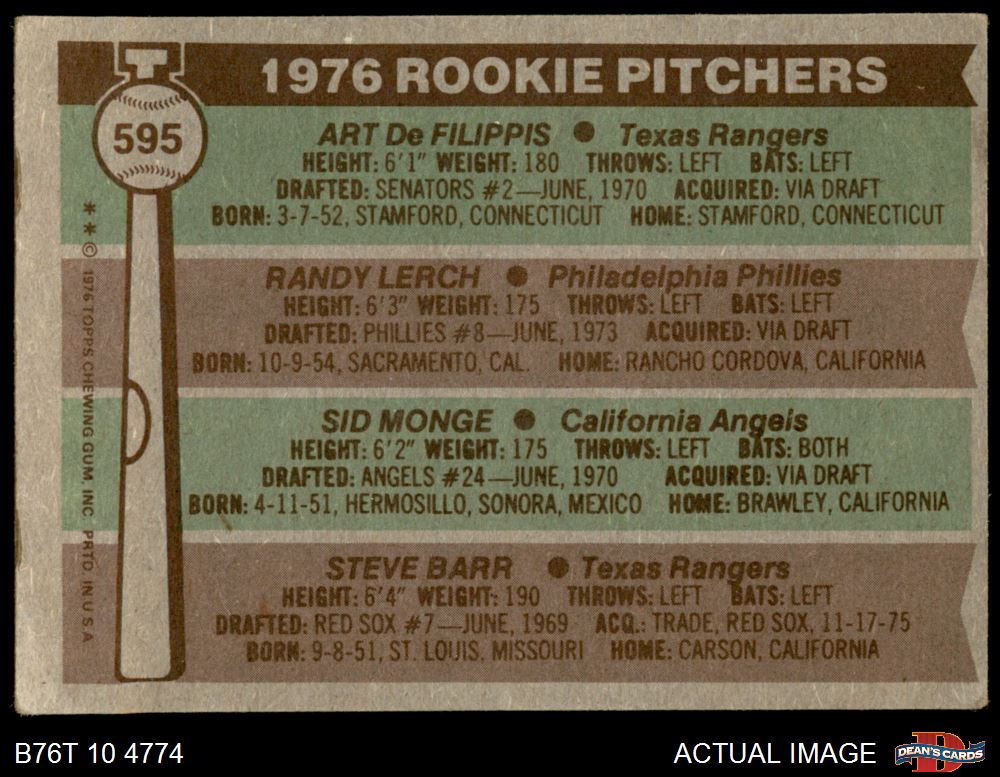 1976 ROOKIE PITCHERS
595
ART De FILIPPIS ● Texas Rangers
HEIGHT: 6'1" WEIGHT: 180 THROWS: LEFT BATS: LEFT
DRAFTED: SENATORS #2—JUNE, 1970 ACQUIRED: VIA DRAFT
BORN: 3-7-52, STAMFORD, CONNECTICUT HOME: STAMFORD, CONNECTICUT
RANDY LERCH ● Philadelphia Phillies
HEIGHT: 6'3" WEIGHT: 175 THROWS: LEFT BATS: LEFT
DRAFTED: PHILLIES #8—JUNE, 1973 ACQUIRED: VIA DRAFT
BORN: 10-9-54, SACRAMENTO, CAL. HOME: RANCHO CORDOVA, CALIFORNIA
SID MONGE ● California Angels
HEIGHT: 6'2" WEIGHT: 175 THROWS: LEFT BATS: BOTH
DRAFTED: ANGELS #24—JUNE, 1970 ACQUIRED: VIA DRAFT
BORN: 4-11-51, HERMOSILLO, SONORA, MEXICO HOME: BRAWLEY, CALIFORNIA
STEVE BARR ● Texas Rangers
HEIGHT: 6'4" WEIGHT: 190 THROWS: LEFT BATS: LEFT
DRAFTED: RED SOX #7—JUNE, 1969 ACQ.: TRADE, RED SOX, 11-17-75
BORN: 9-8-51, ST. LOUIS, MISSOURI HOME: CARSON, CALIFORNIA
* * © 1976 TOPPS CHEWING GUM, INC. PRTD. IN U.S.A.
B76T 10 4774
ACTUAL IMAGE
DEAN'S CARDS